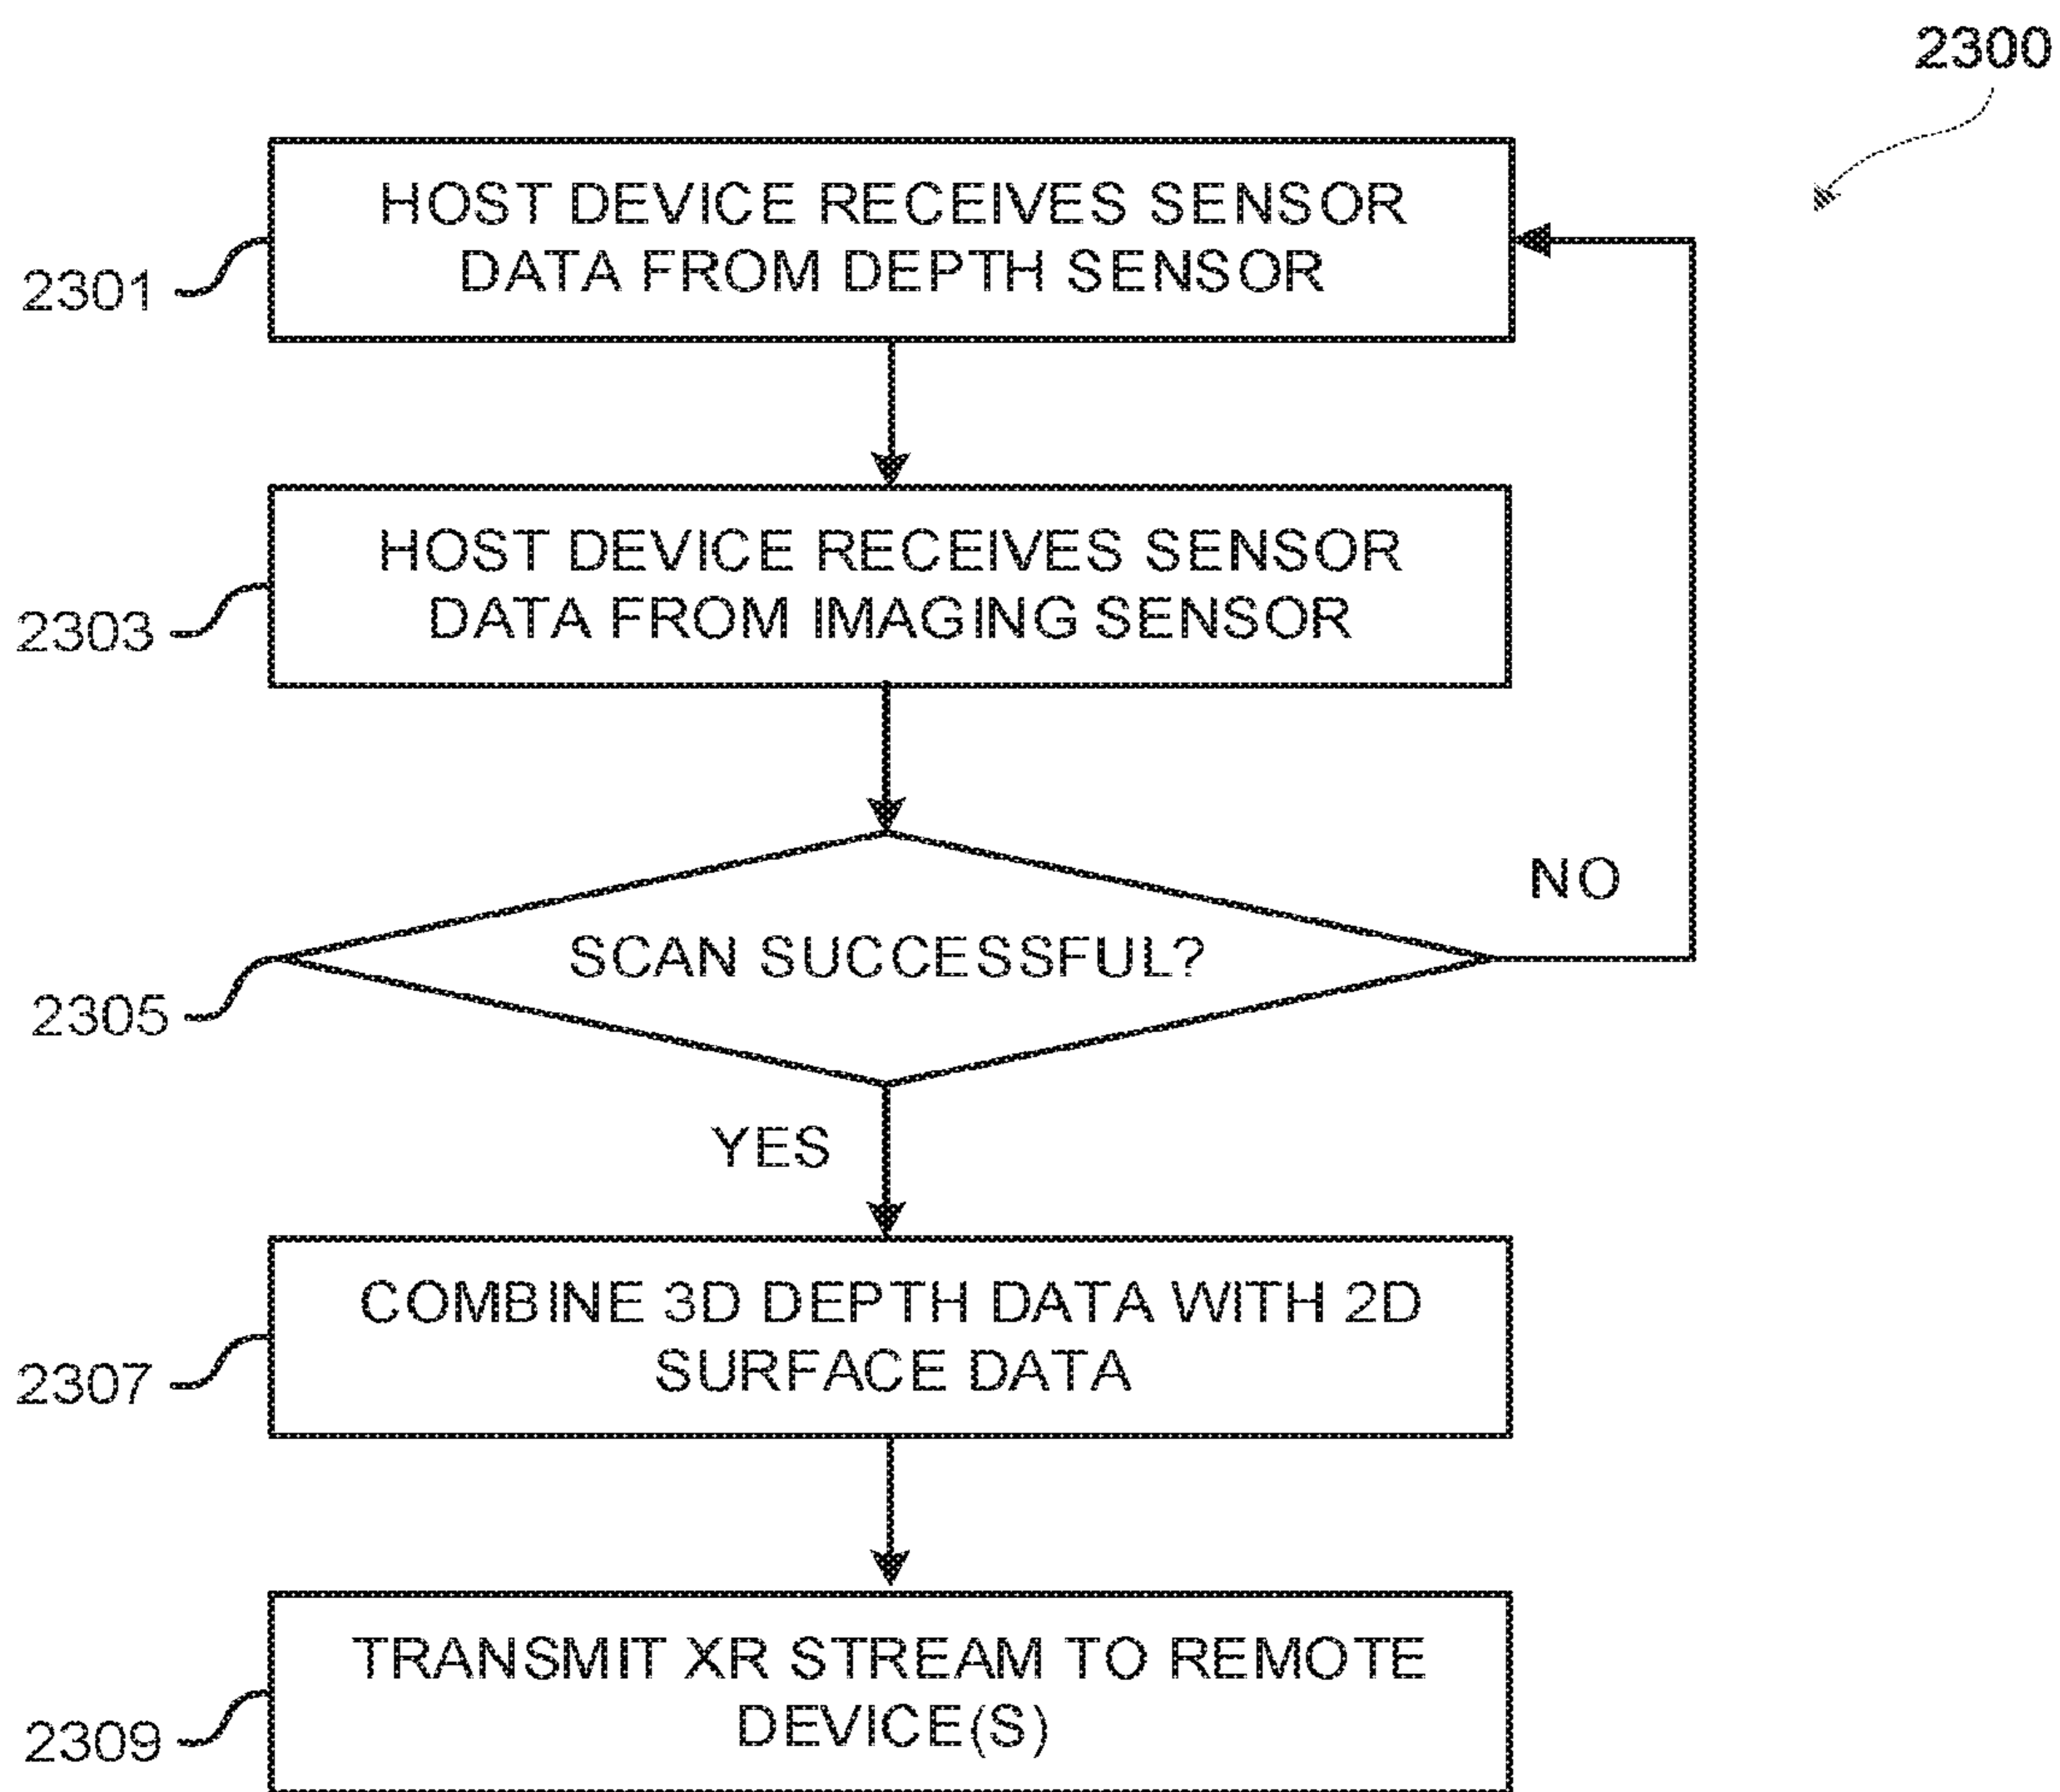 2300
HOST DEVICE RECEIVES SENSOR
DATA FROM DEPTH SENSOR
2301
HOST DEVICE RECEIVES SENSOR
DATA FROM IMAGING SENSOR
2303
NO
SCAN SUCCESSFUL?
2305
YES
COMBINE 3D DEPTH DATA WITH 2D
SURFACE DATA
2307
TRANSMIT XR STREAM TO REMOTE
DEVICE(S)
2309